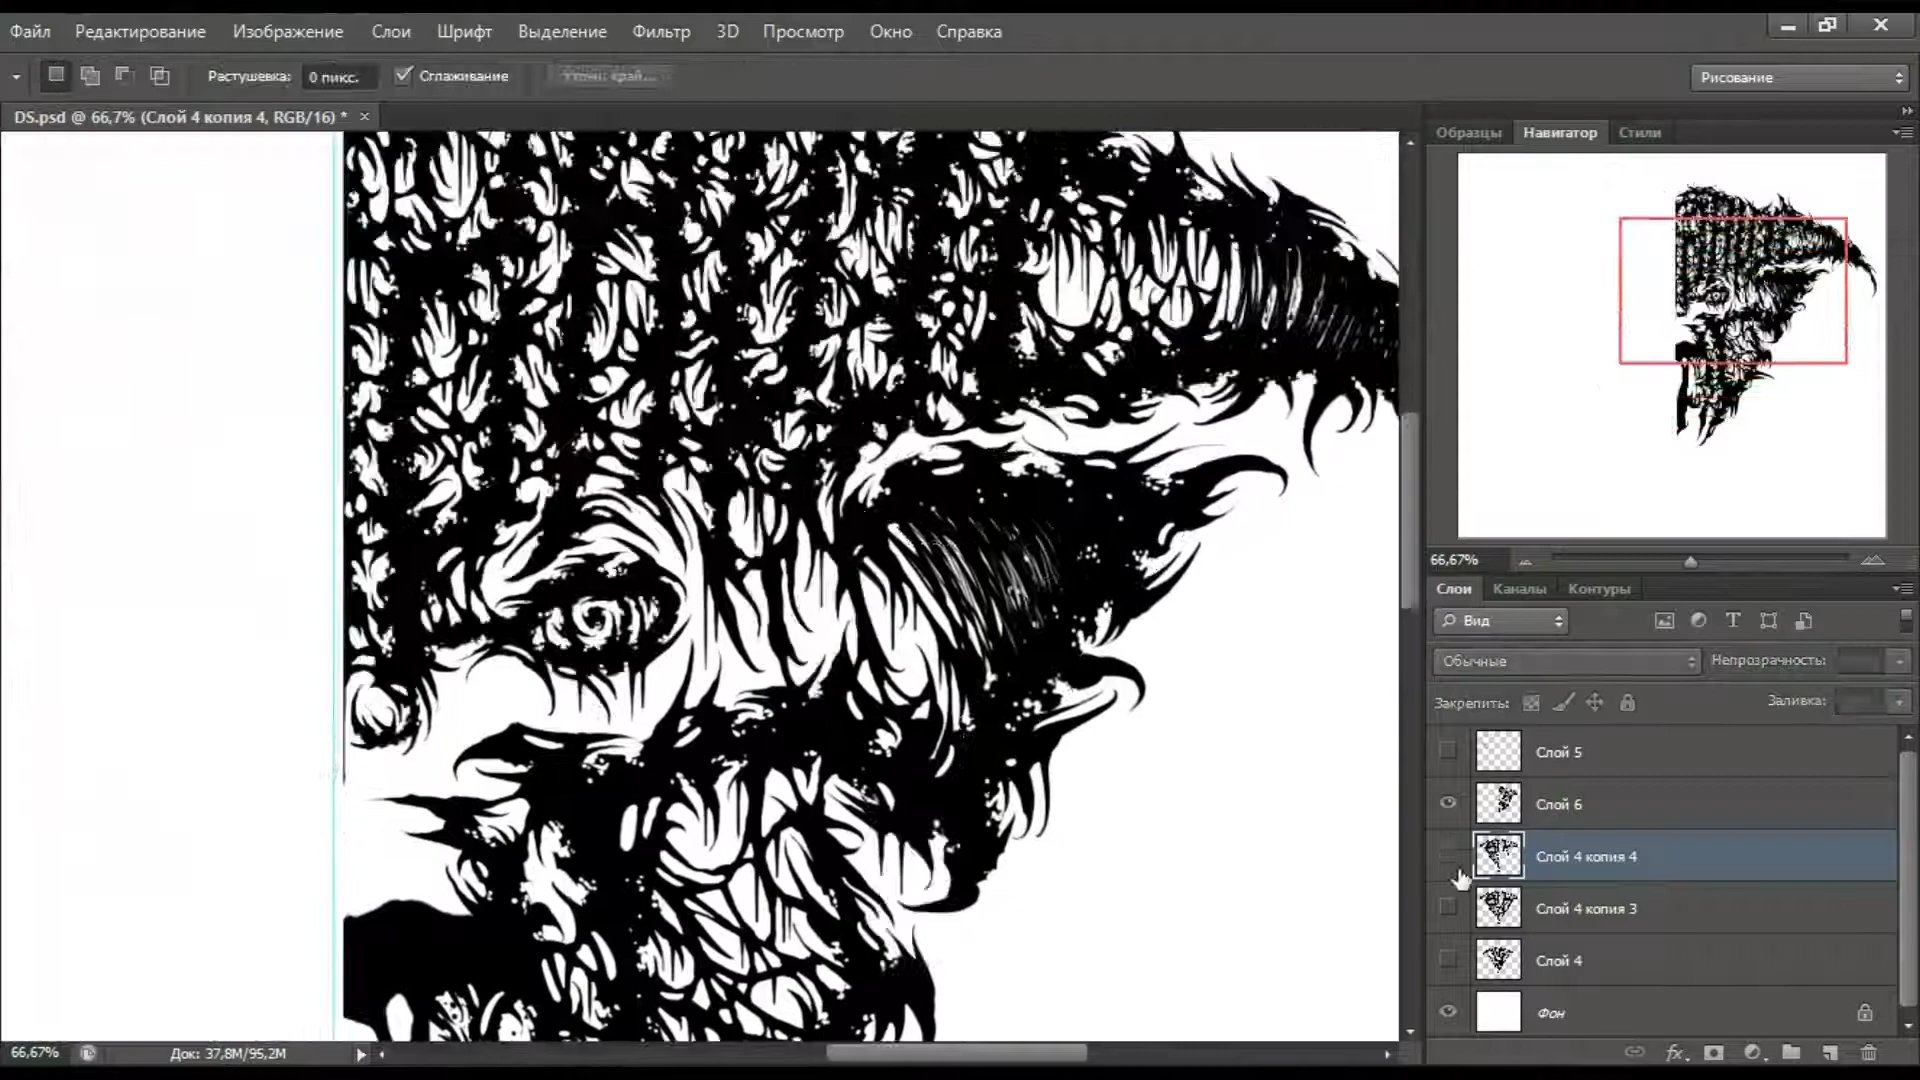 Файл Редактирование Изображение Слои Шрифт Выделение Фильтр 3D Просмотр Окно Справка
Растушевка: 0 пикс. Сглаживание Уточн. край... Рисование
DS.psd @ 66,7% (Слой 4 копия 4, RGB/16) * ×
Образцы Навигатор Стили
66,67%
Слои Каналы Контуры
Вид
Обычные Непрозрачность:
Закрепить: Заливка:
Слой 5
Слой 6
Слой 4 копия 4
Слой 4 копия 3
Слой 4
Фон
66,67% Док: 37,8M/95,2M
fx